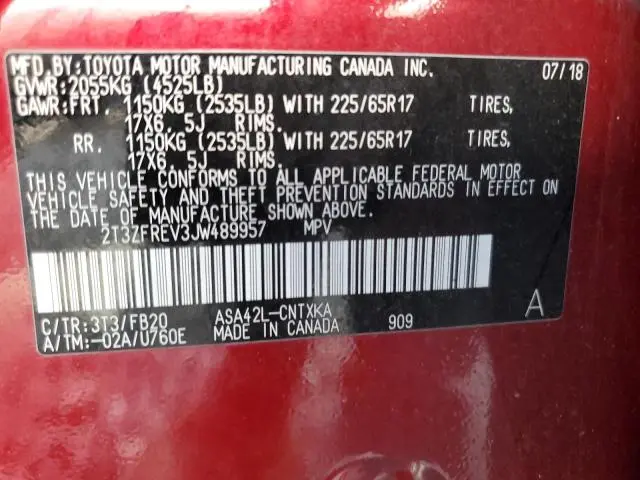 MFD.BY:TOYOTA MOTOR MANUFACTURING CANADA INC. 07/18
GVWR:2055KG (4525LB)
GAWR:FRT. 1150KG (2535LB) WITH 225/65R17 TIRES,
17X6.5J RIMS.
RR. 1150KG (2535LB) WITH 225/65R17 TIRES,
17X6.5J RIMS.
THIS VEHICLE CONFORMS TO ALL APPLICABLE FEDERAL MOTOR
VEHICLE SAFETY AND THEFT PREVENTION STANDARDS IN EFFECT ON
THE DATE OF MANUFACTURE SHOWN ABOVE.
2T3ZFREV3JW489957 MPV
C/TR:3T3/FB20 ASA42L-CNTXKA A
A/TM:-02A/U760E MADE IN CANADA 909